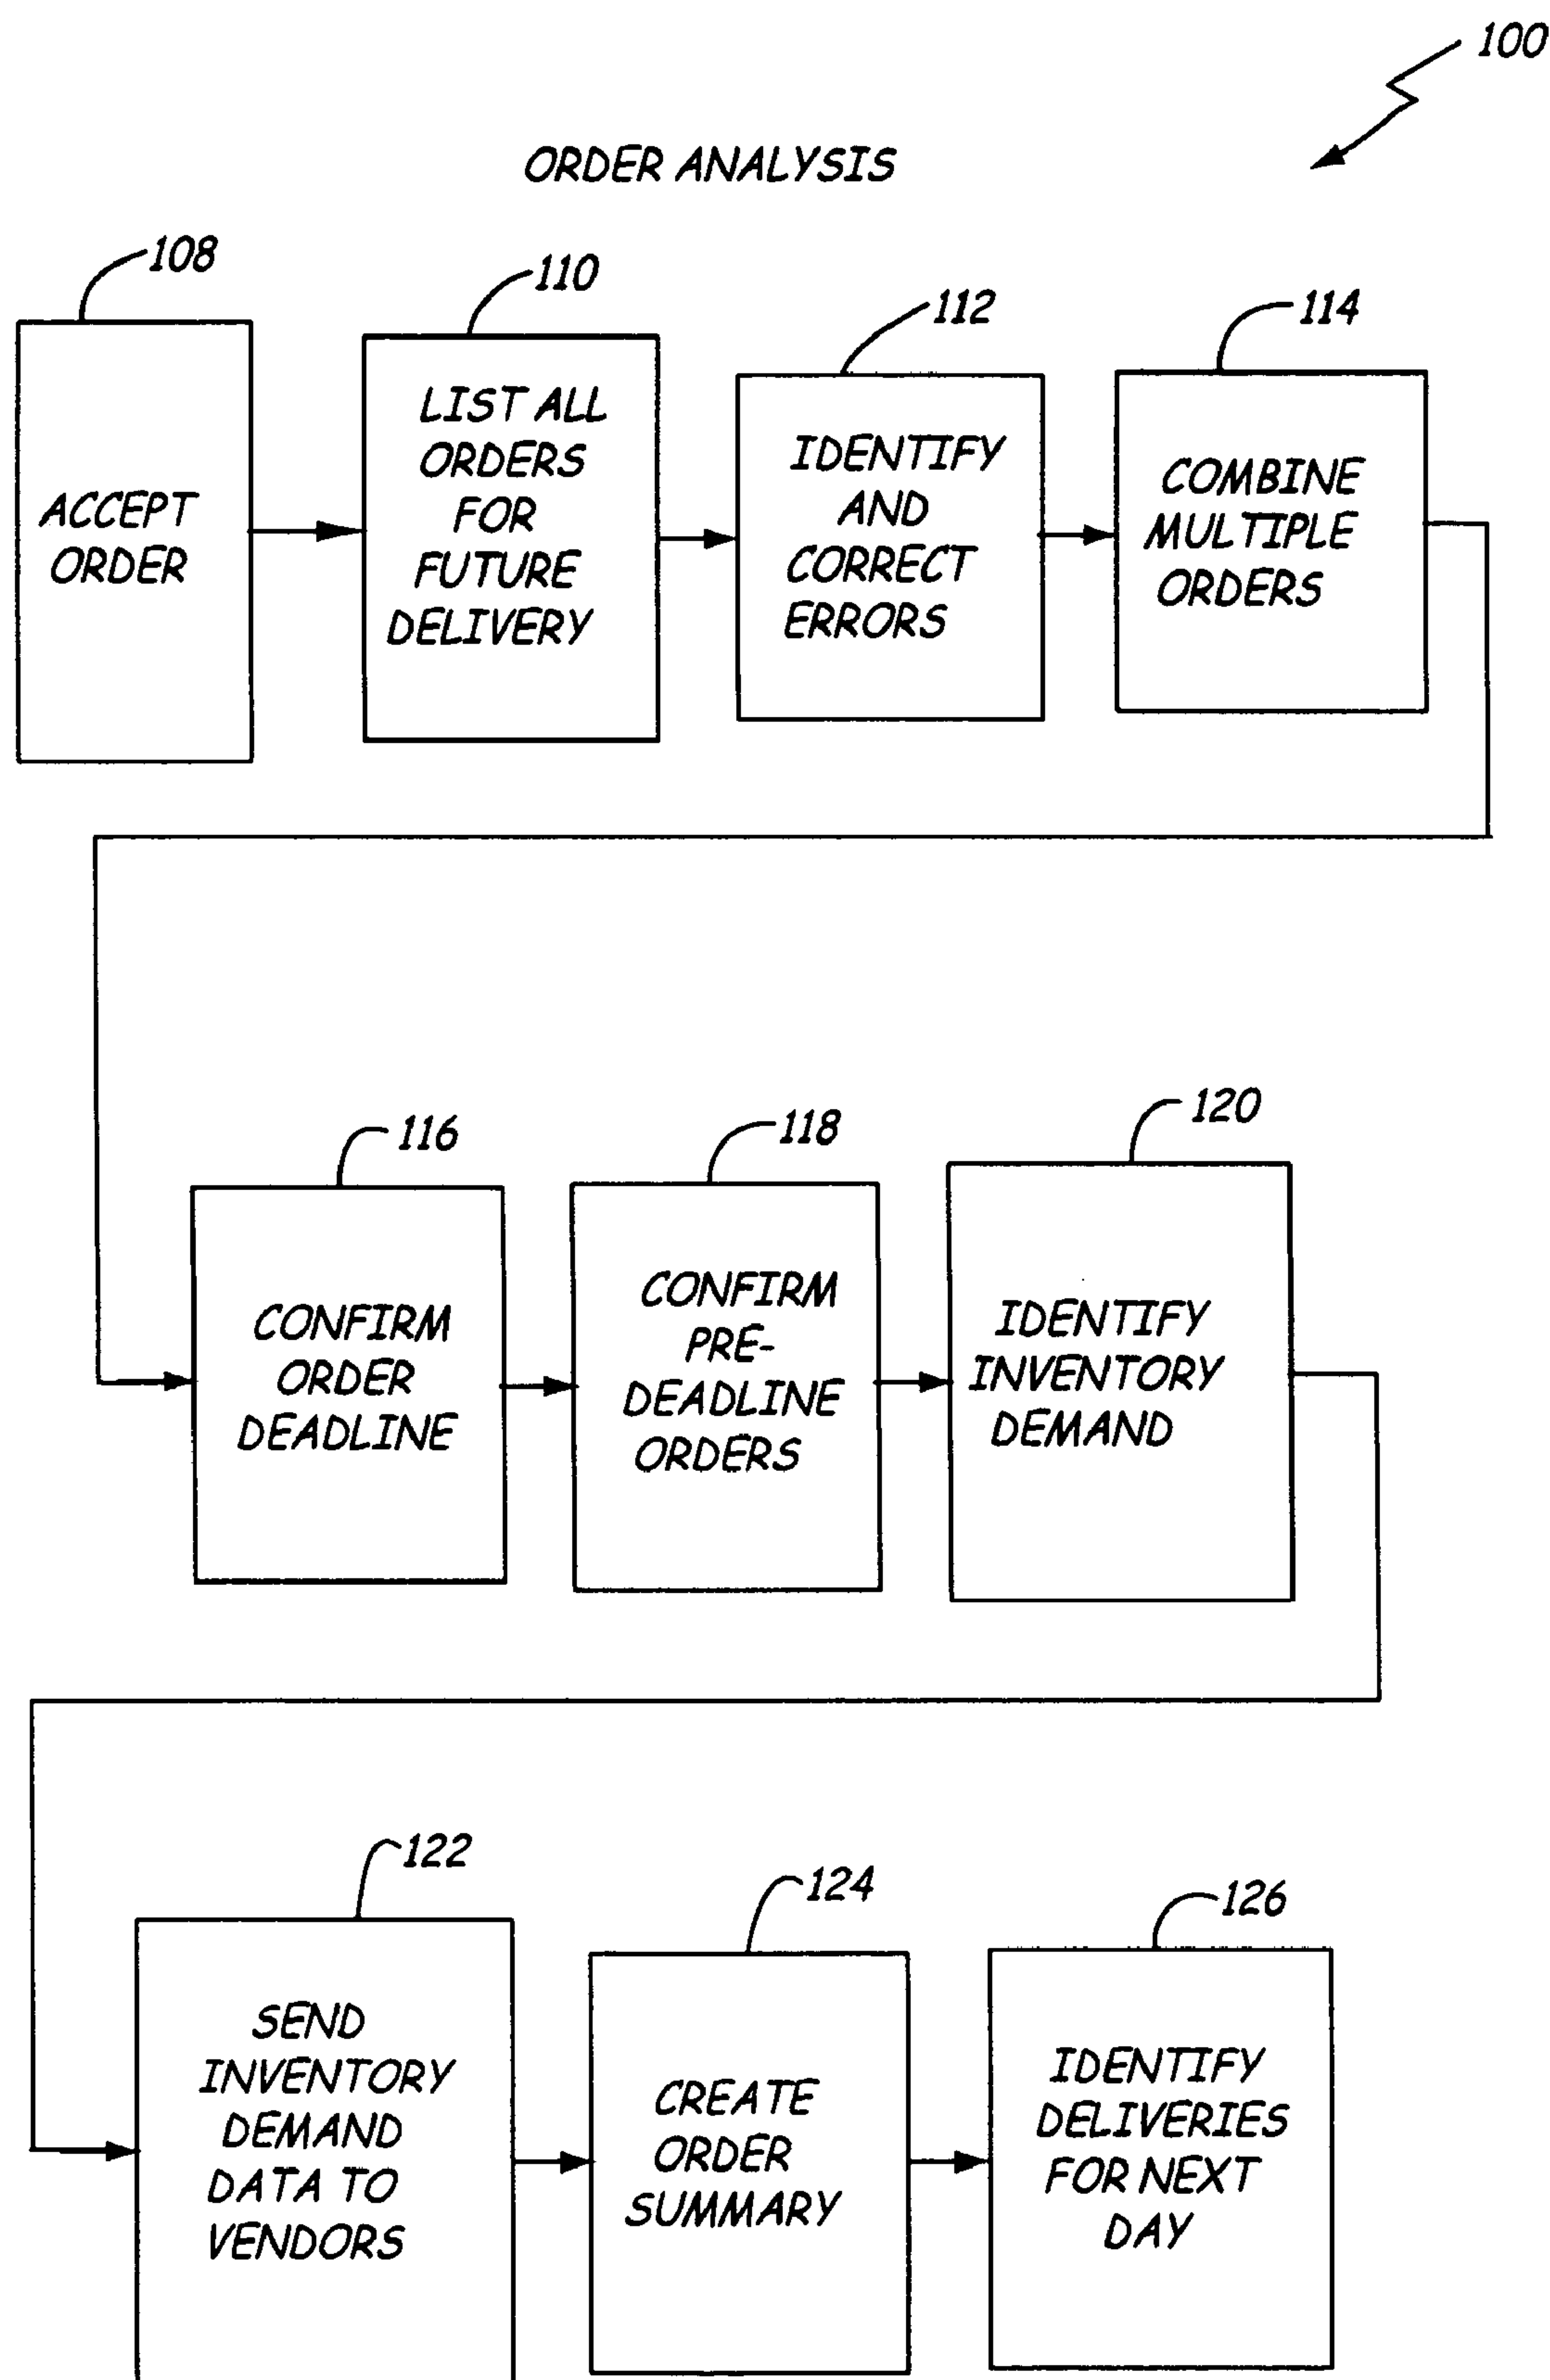 100
ORDER ANALYSIS
108
ACCEPT
ORDER
110
LIST ALL
ORDERS
FOR
FUTURE
DELIVERY
112
IDENTIFY
AND
CORRECT
ERRORS
114
COMBINE
MULTIPLE
ORDERS
116
CONFIRM
ORDER
DEADLINE
118
CONFIRM
PRE-
DEADLINE
ORDERS
120
IDENTIFY
INVENTORY
DEMAND
122
SEND
INVENTORY
DEMAND
DATA TO
VENDORS
124
CREATE
ORDER
SUMMARY
126
IDENTIFY
DELIVERIES
FOR NEXT
DAY